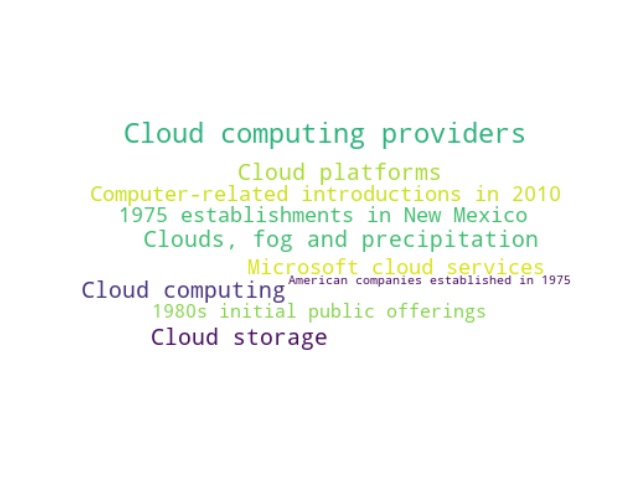 Cloud computing providers
Cloud platforms
Computer-related introductions in 2010
1975 establishments in New Mexico
Clouds, fog and precipitation
Microsoft cloud services
American companies established in 1975
Cloud computing
1980s initial public offerings
Cloud storage